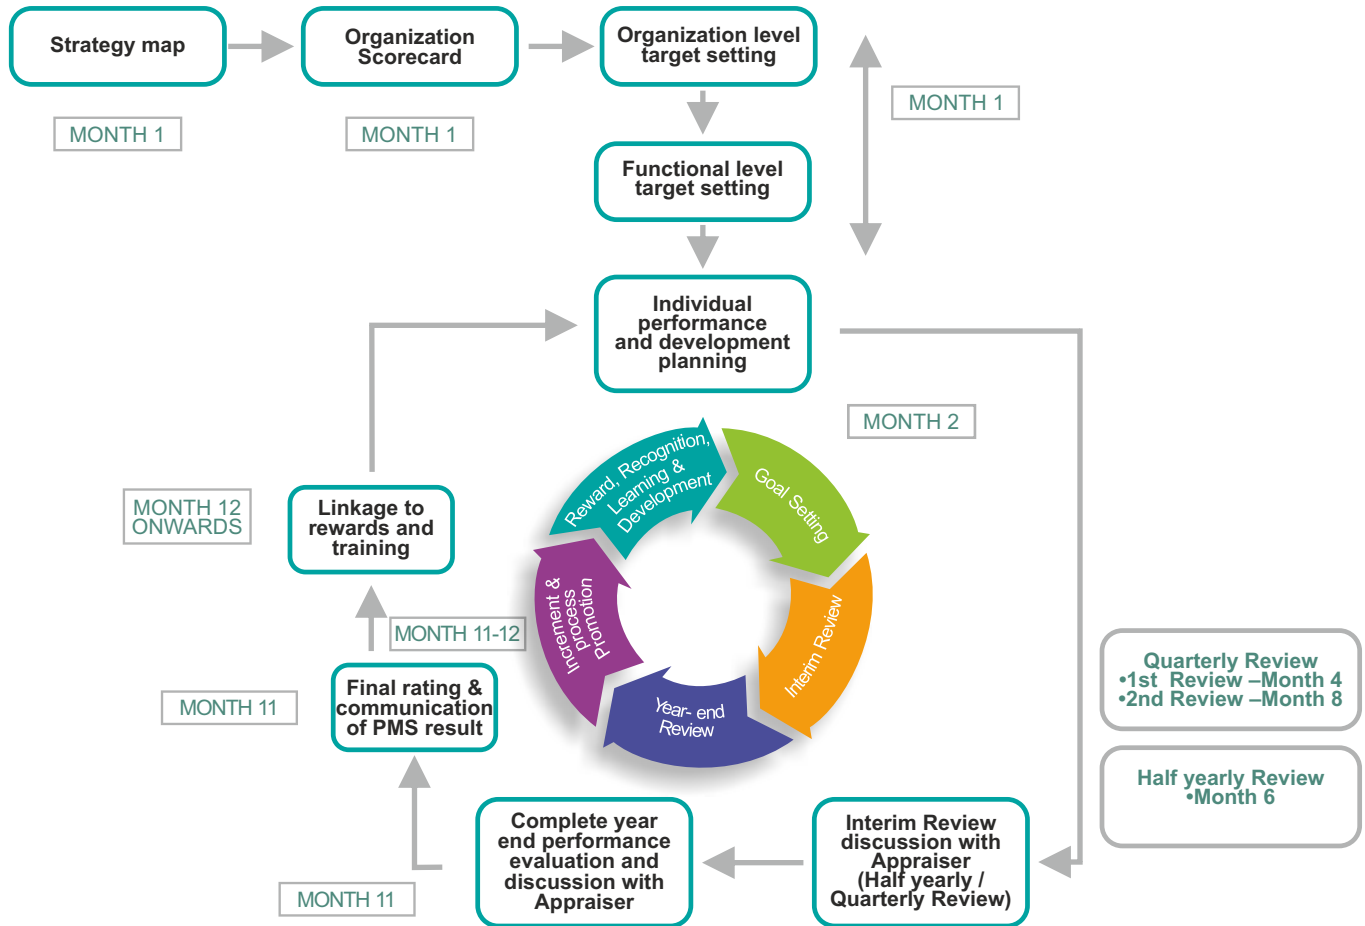 Strategy map
Organization
Scorecard
Organization level
target setting
MONTH 1
MONTH 1
MONTH 1
Functional level
target setting
Individual
performance
and development
planning
MONTH 2
Reward, Recognition,
Learning &
Development
Goal Setting
Interim Review
Year- end
Review
Increment &
process
Promotion
MONTH 12
ONWARDS
Linkage to
rewards and
training
MONTH 11-12
MONTH 11
Final rating &
communication
of PMS result
Quarterly Review
•1st Review –Month 4
•2nd Review –Month 8
Half yearly Review
•Month 6
Complete year
end performance
evaluation and
discussion with
Appraiser
Interim Review
discussion with
Appraiser
(Half yearly /
Quarterly Review)
MONTH 11